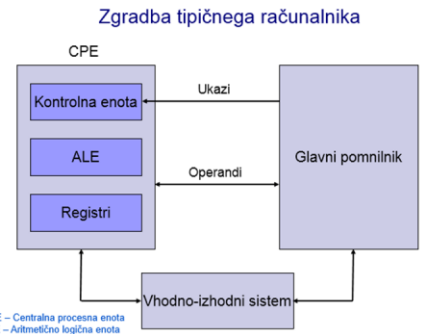 Zgradba tipičnega računalnika
CPE
Kontrolna enota
Ukazi
ALE
Glavni pomnilnik
Operandi
Registri
Vhodno-izhodni sistem
E – Centralna procesna enota
– Aritmetično logična enota